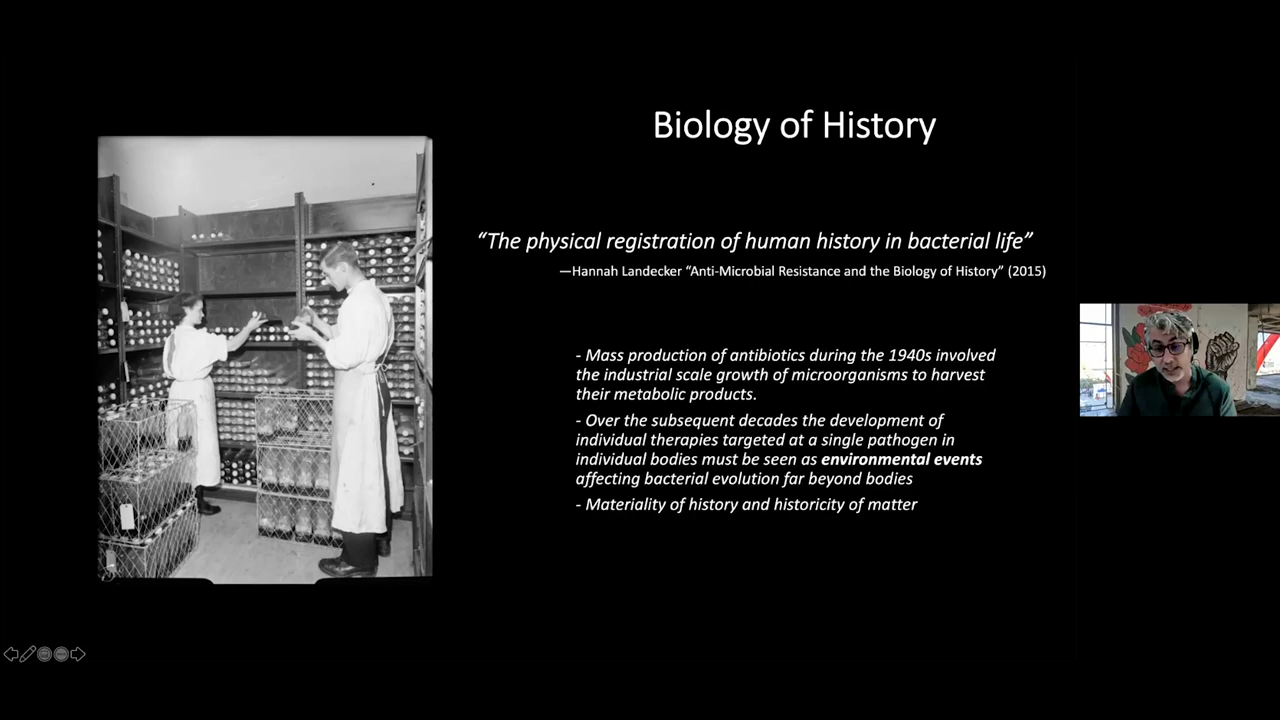 Biology of History
“The physical registration of human history in bacterial life”
—Hannah Landecker “Anti-Microbial Resistance and the Biology of History” (2015)
- Mass production of antibiotics during the 1940s involved
the industrial scale growth of microorganisms to harvest
their metabolic products.
- Over the subsequent decades the development of
individual therapies targeted at a single pathogen in
individual bodies must be seen as environmental events
affecting bacterial evolution far beyond bodies
- Materiality of history and historicity of matter